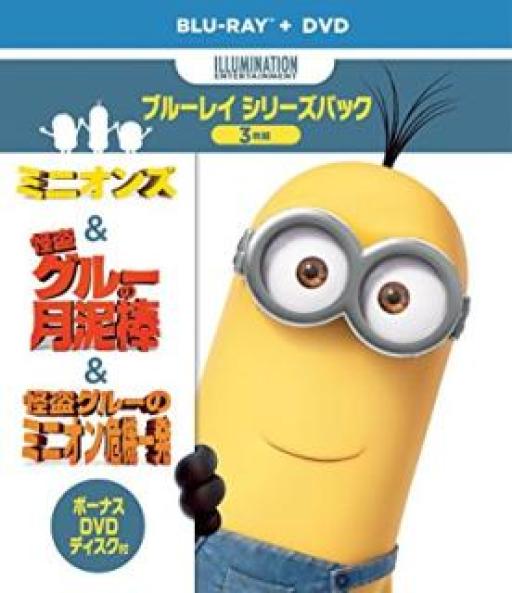 BLU-RAY™ + DVD
ILLUMINATION
ENTERTAINMENT
ブルーレイ シリーズパック
3枚組
ミニオンズ
&
怪盗
グルーの
月泥棒
&
怪盗グルーの
ミニオン危機一発
ボーナス
DVD
ディスク付